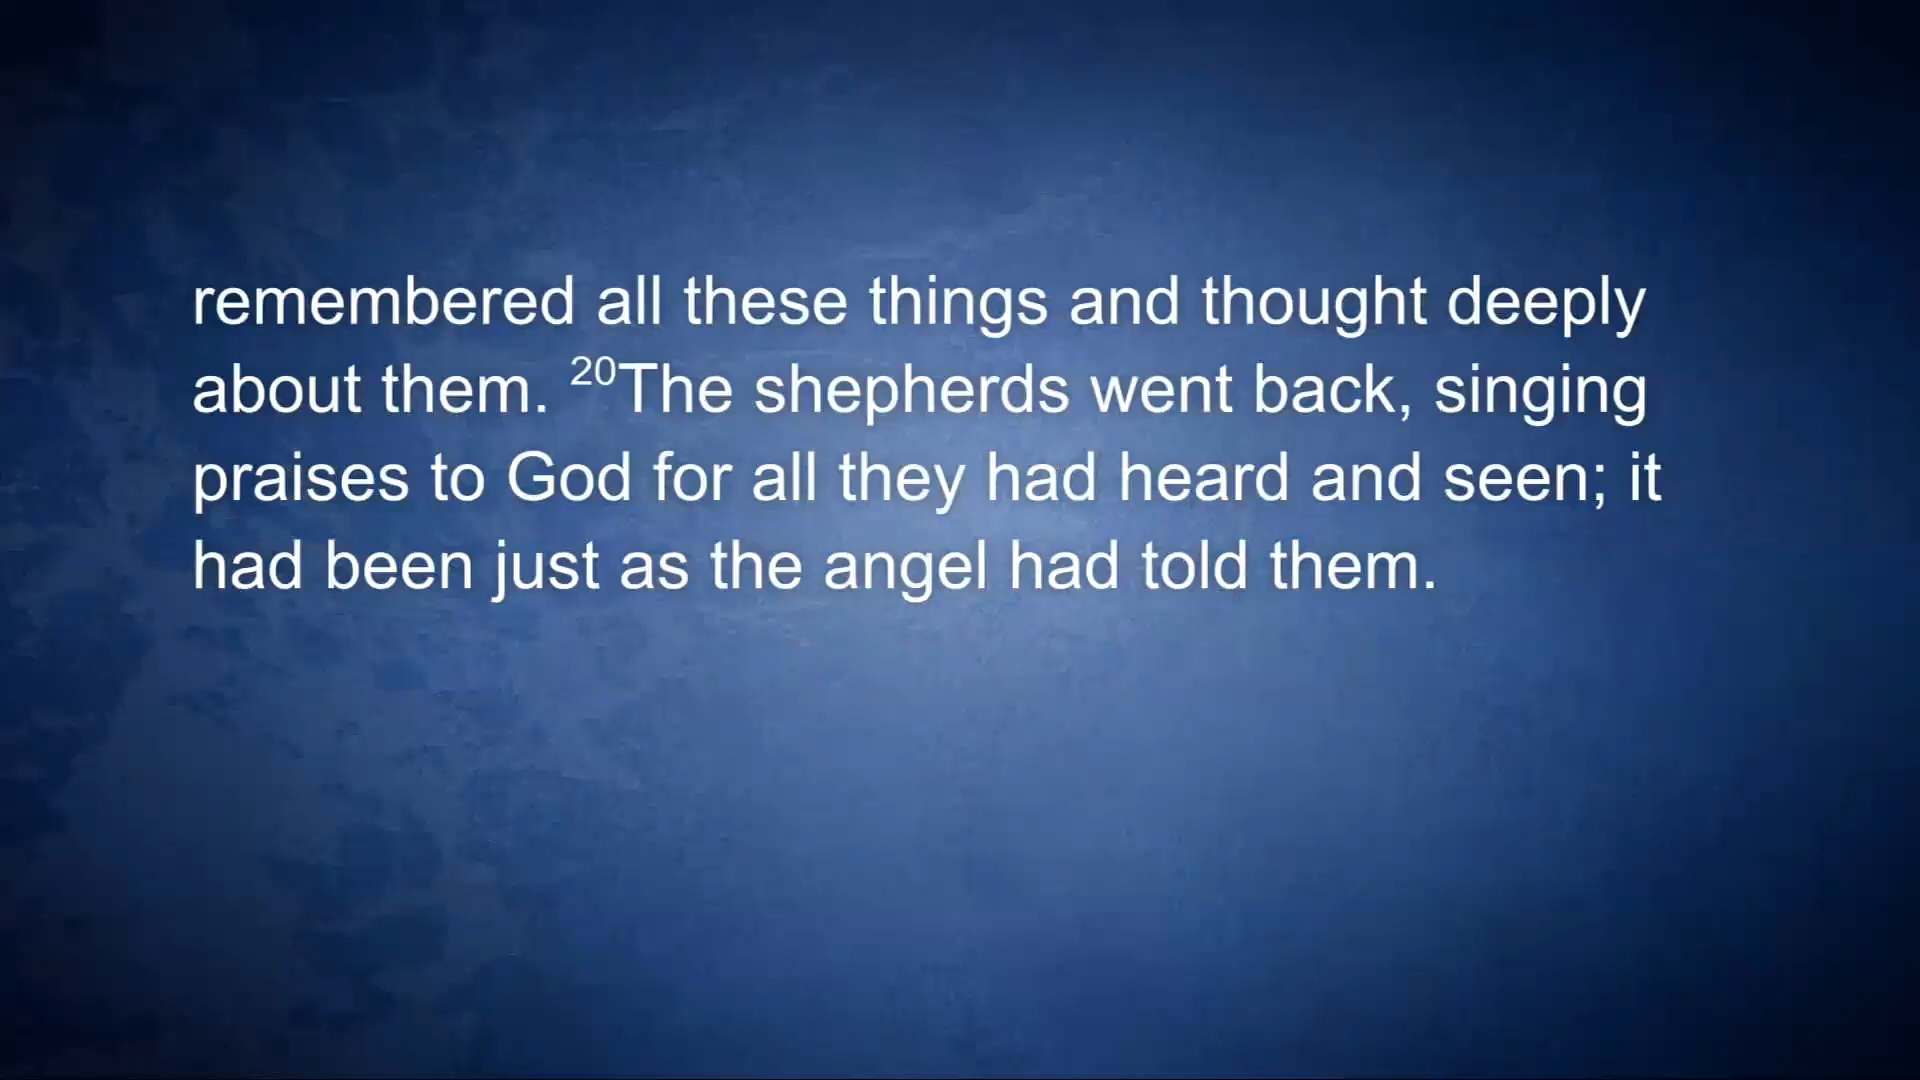 remembered all these things and thought deeply
about them. ²⁰The shepherds went back, singing
praises to God for all they had heard and seen; it
had been just as the angel had told them.